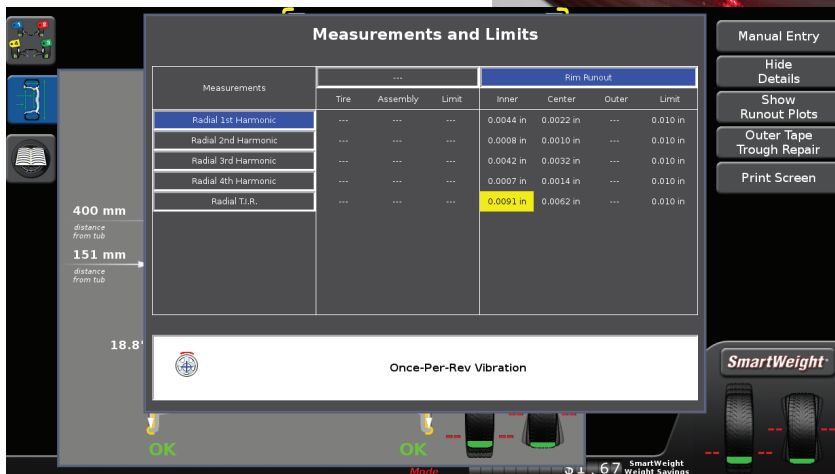 Measurements and Limits
Measurements
---
Rim Runout
Tire Assembly Limit Inner Center Outer Limit
Radial 1st Harmonic --- --- --- 0.0044 in 0.0022 in --- 0.010 in
Radial 2nd Harmonic --- --- --- 0.0008 in 0.0010 in --- 0.010 in
Radial 3rd Harmonic --- --- --- 0.0042 in 0.0032 in --- 0.010 in
Radial 4th Harmonic --- --- --- 0.0007 in 0.0014 in --- 0.010 in
Radial T.I.R. --- --- --- 0.0091 in 0.0062 in --- 0.010 in
Once-Per-Rev Vibration
Manual Entry
Hide
Details
Show
Runout Plots
Outer Tape
Trough Repair
Print Screen
400 mm
distance
from tub
151 mm
distance
from tub
18.8"
OK
OK
SmartWeight
--- ---
-- -- --
Mode
$1.67
SmartWeight
Weight Savings